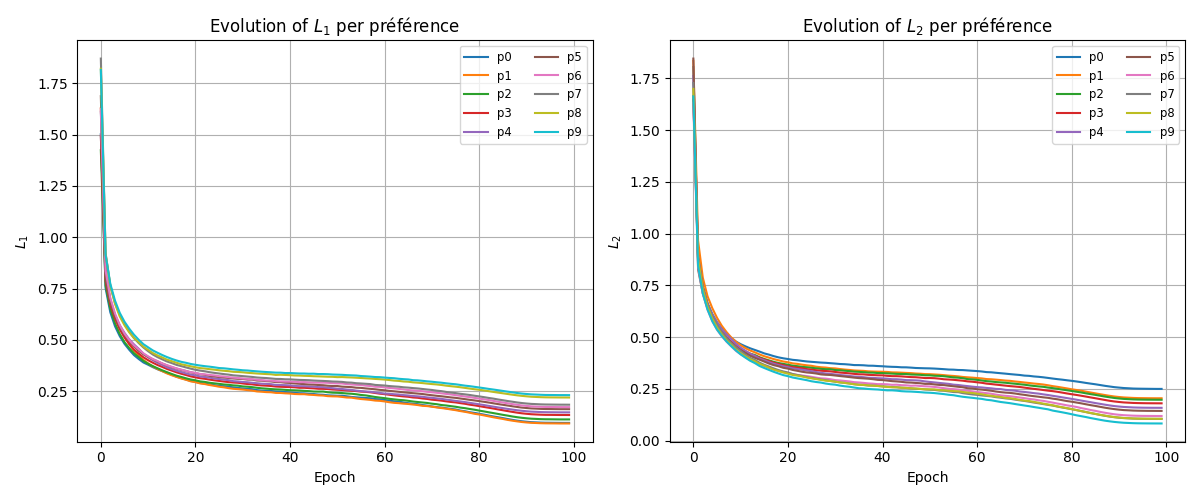 Evolution of L₁ per préférence
L₁
1.75
1.50
1.25
1.00
0.75
0.50
0.25
0
20
40
60
80
100
Epoch
p0
p1
p2
p3
p4
p5
p6
p7
p8
p9
Evolution of L₂ per préférence
L₂
1.75
1.50
1.25
1.00
0.75
0.50
0.25
0.00
0
20
40
60
80
100
Epoch
p0
p1
p2
p3
p4
p5
p6
p7
p8
p9